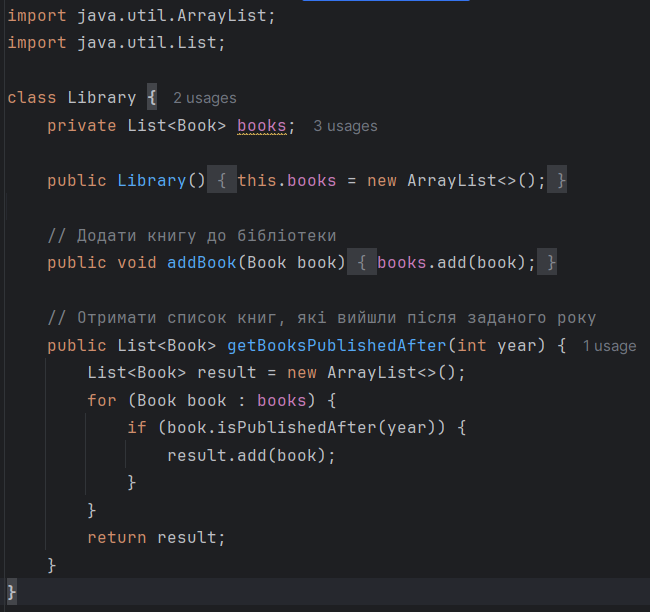 import java.util.ArrayList;
import java.util.List;
class Library { 2 usages
private List<Book> books; 3 usages
public Library() { this.books = new ArrayList<>(); }
// Додати книгу до бібліотеки
public void addBook(Book book) { books.add(book); }
// Отримати список книг, які вийшли після заданого року
public List<Book> getBooksPublishedAfter(int year) { 1 usage
List<Book> result = new ArrayList<>();
for (Book book : books) {
if (book.isPublishedAfter(year)) {
result.add(book);
}
}
return result;
}
}